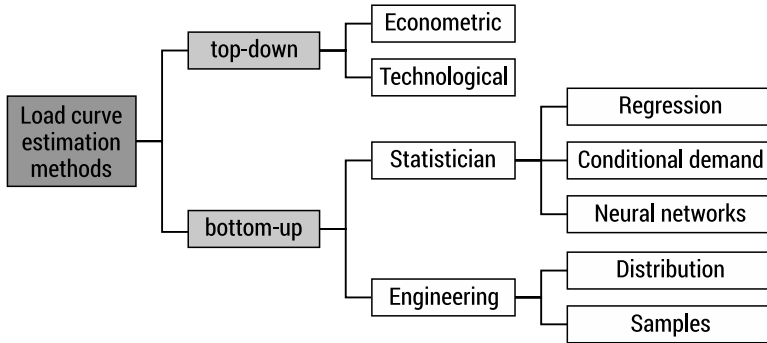 Load curve
estimation
methods
top-down
Econometric
Technological
bottom-up
Statistician
Regression
Conditional demand
Neural networks
Engineering
Distribution
Samples